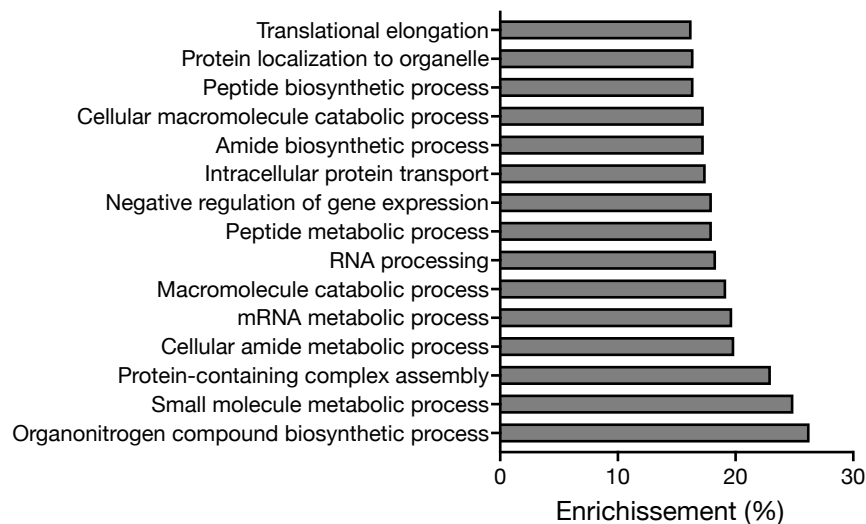 Translational elongation
Protein localization to organelle
Peptide biosynthetic process
Cellular macromolecule catabolic process
Amide biosynthetic process
Intracellular protein transport
Negative regulation of gene expression
Peptide metabolic process
RNA processing
Macromolecule catabolic process
mRNA metabolic process
Cellular amide metabolic process
Protein-containing complex assembly
Small molecule metabolic process
Organonitrogen compound biosynthetic process
0 10 20 30
Enrichissement (%)